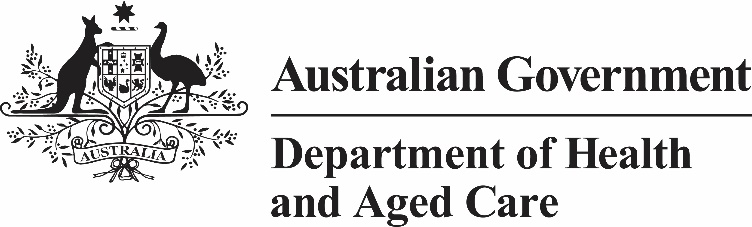 AUSTRALIA
Australian Government
Department of Health
and Aged Care